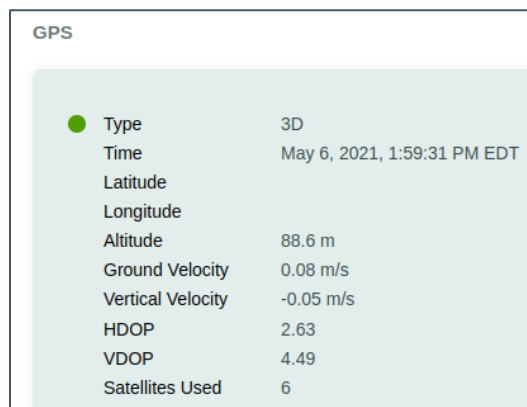 GPS
Type 3D
Time May 6, 2021, 1:59:31 PM EDT
Latitude
Longitude
Altitude 88.6 m
Ground Velocity 0.08 m/s
Vertical Velocity -0.05 m/s
HDOP 2.63
VDOP 4.49
Satellites Used 6